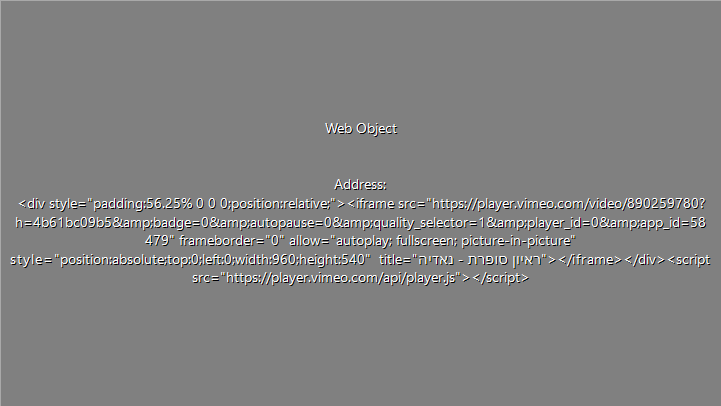 Web Object
Address:
<div style="padding:56.25% 0 0 0;position:relative;"><iframe src="https://player.vimeo.com/video/890259780?
h=4b61bc09b5&amp;badge=0&amp;autopause=0&amp;quality_selector=1&amp;player_id=0&amp;app_id=58
479" frameborder="0" allow="autoplay; fullscreen; picture-in-picture"
style="position:absolute;top:0;left:0;width:960;height:540"  title="ראיון סופרת - נאדיה"></iframe></div><script
src="https://player.vimeo.com/api/player.js"></script>